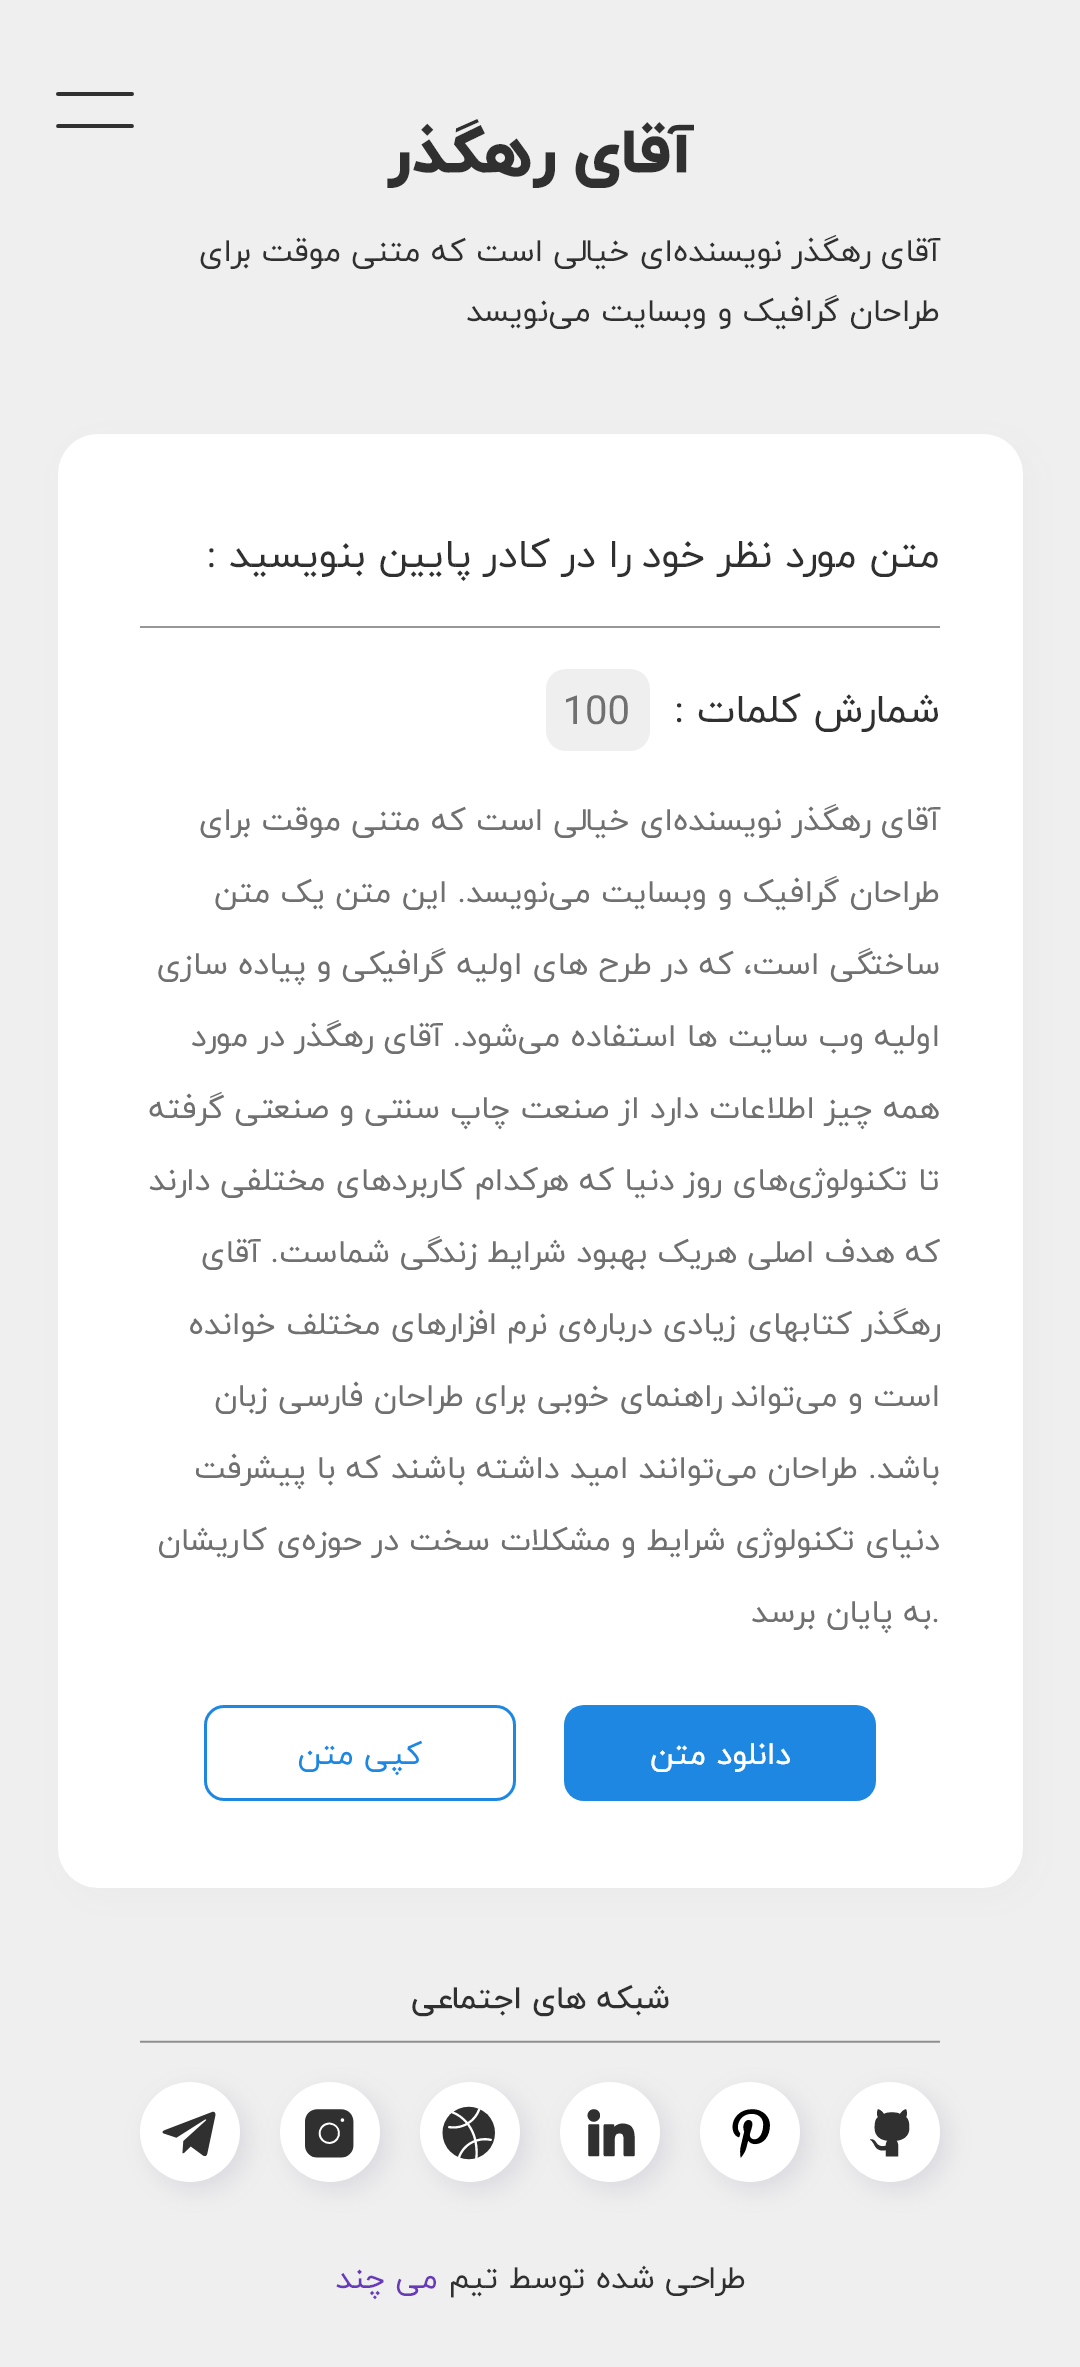 آقای رهگذر
آقای رهگذر نویسنده‌ای خیالی است که متنی موقت برای
طراحان گرافیک و وبسایت می‌نویسد
متن مورد نظر خود را در کادر پایین بنویسید :
شمارش کلمات : 100
آقای رهگذر نویسنده‌ای خیالی است که متنی موقت برای
طراحان گرافیک و وبسایت می‌نویسد. این متن یک متن
ساختگی است، که در طرح های اولیه گرافیکی و پیاده سازی
اولیه وب سایت ها استفاده می‌شود. آقای رهگذر در مورد
همه چیز اطلاعات دارد از صنعت چاپ سنتی و صنعتی گرفته
تا تکنولوژی‌های روز دنیا که هرکدام کاربردهای مختلفی دارند
که هدف اصلی هریک بهبود شرایط زندگی شماست. آقای
رهگذر کتابهای زیادی درباره‌ی نرم افزارهای مختلف خوانده
است و می‌تواند راهنمای خوبی برای طراحان فارسی زبان
باشد. طراحان می‌توانند امید داشته باشند که با پیشرفت
دنیای تکنولوژی شرایط و مشکلات سخت در حوزه‌ی کاریشان
.به پایان برسد
دانلود متن
کپی متن
شبکه های اجتماعی
طراحی شده توسط تیم می چند